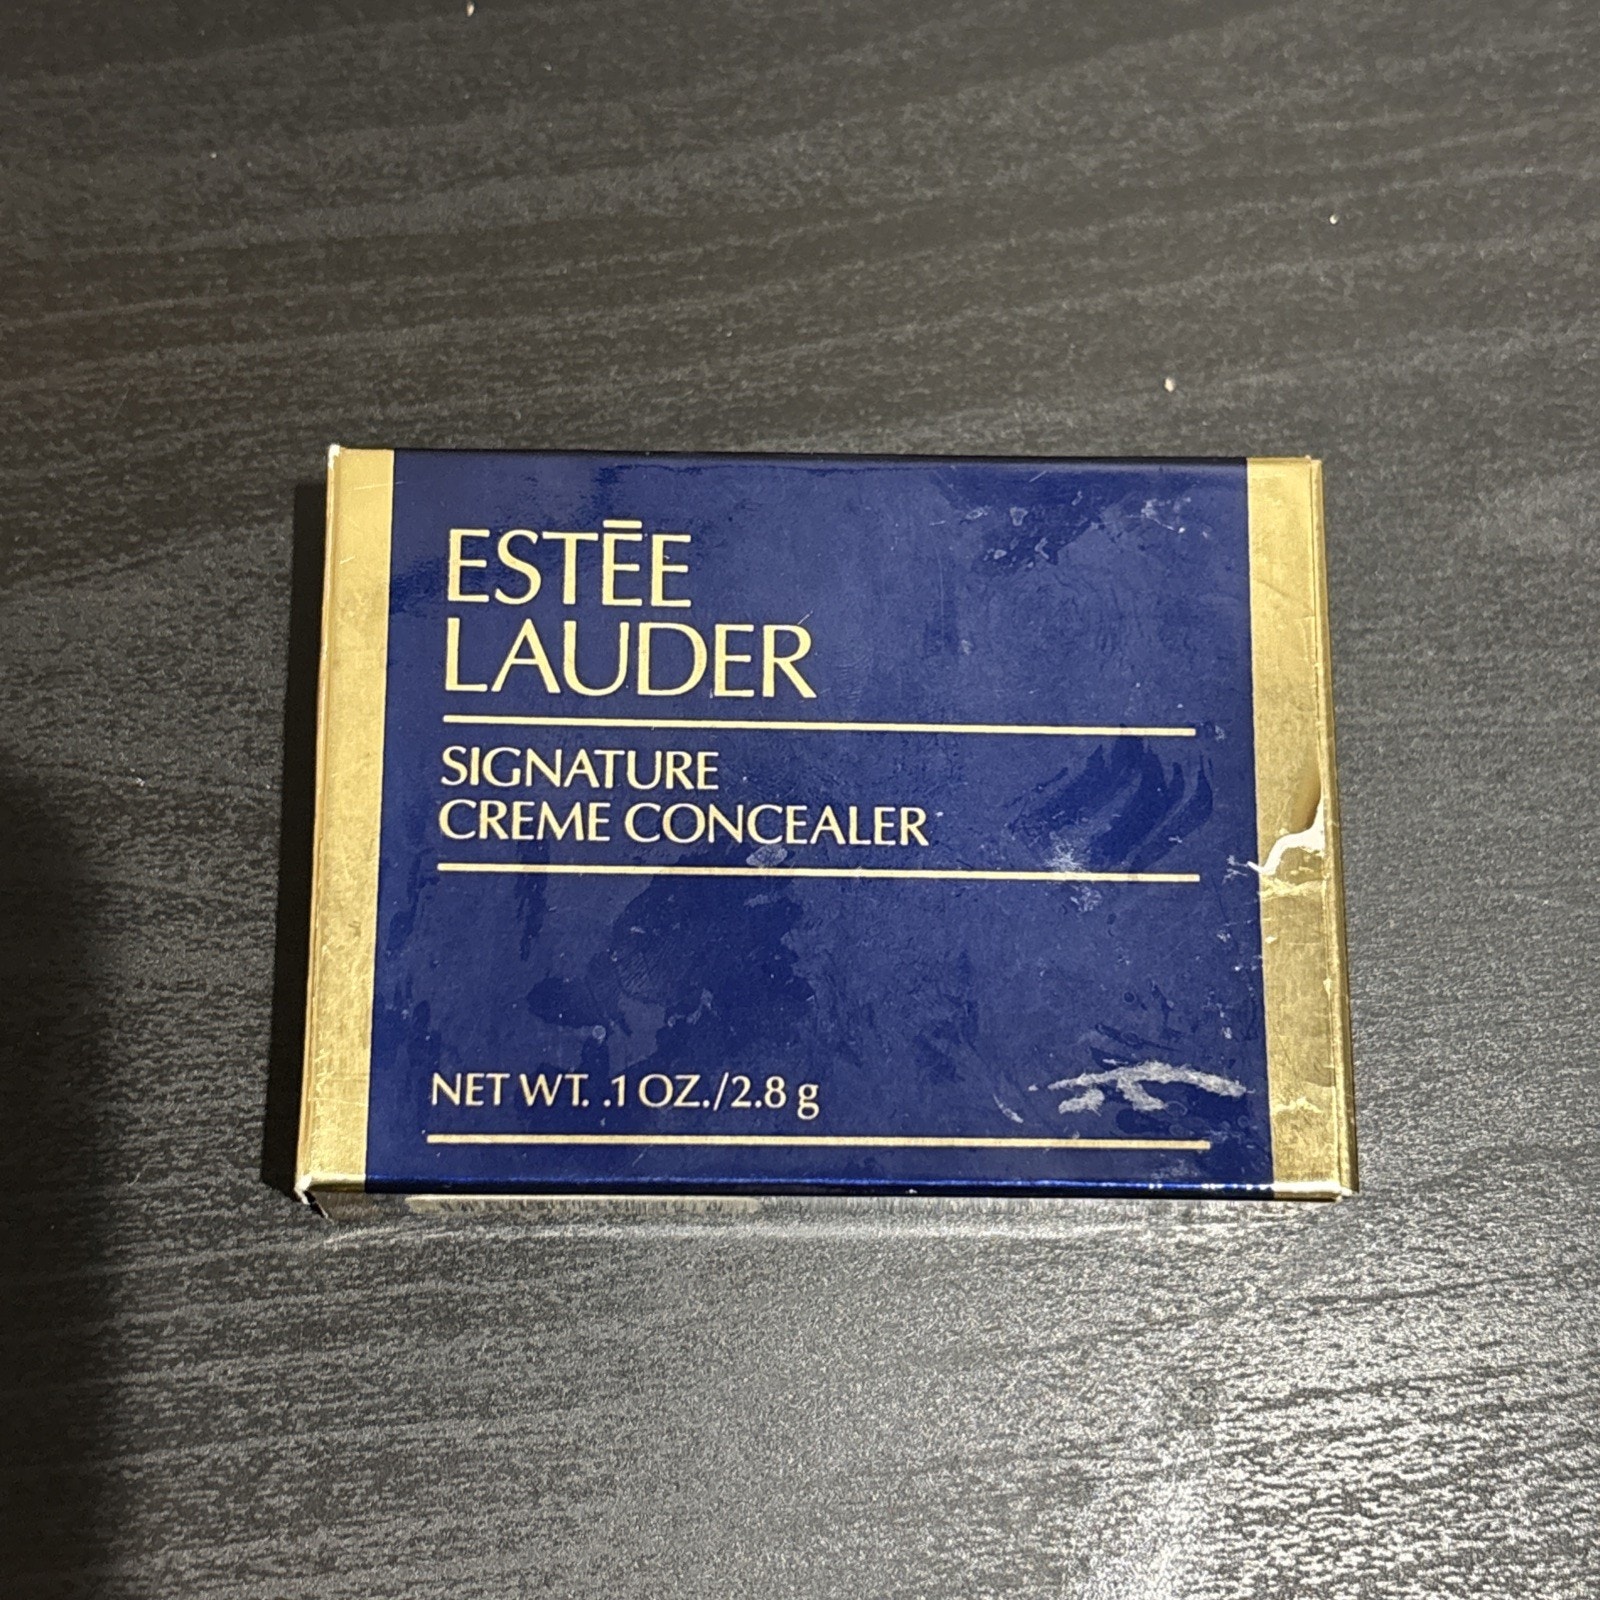 ESTĒE
LAUDER
SIGNATURE
CREME CONCEALER
NET WT. .1 OZ./2.8 g